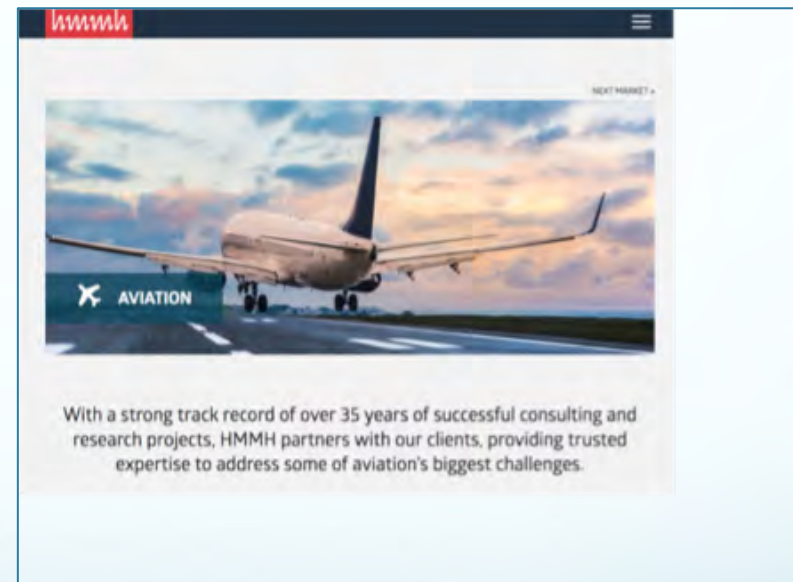 hmmh
NEXT MARKET »
AVIATION
With a strong track record of over 35 years of successful consulting and
research projects, HMMH partners with our clients, providing trusted
expertise to address some of aviation's biggest challenges.